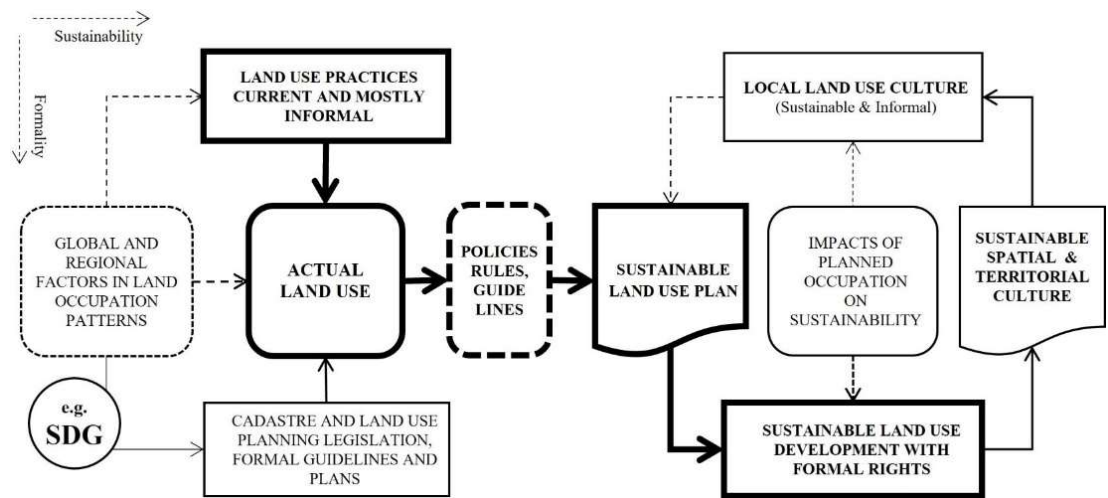 Sustainability
Formality
LAND USE PRACTICES
CURRENT AND MOSTLY
INFORMAL
LOCAL LAND USE CULTURE
(Sustainable & Informal)
GLOBAL AND
REGIONAL
FACTORS IN LAND
OCCUPATION
PATTERNS
ACTUAL
LAND USE
POLICIES
RULES,
GUIDE
LINES
SUSTAINABLE
LAND USE PLAN
IMPACTS OF
PLANNED
OCCUPATION
ON
SUSTAINABILITY
SUSTAINABLE
SPATIAL &
TERRITORIAL
CULTURE
e.g.
SDG
CADASTRE AND LAND USE
PLANNING LEGISLATION,
FORMAL GUIDELINES AND
PLANS
SUSTAINABLE LAND USE
DEVELOPMENT WITH
FORMAL RIGHTS